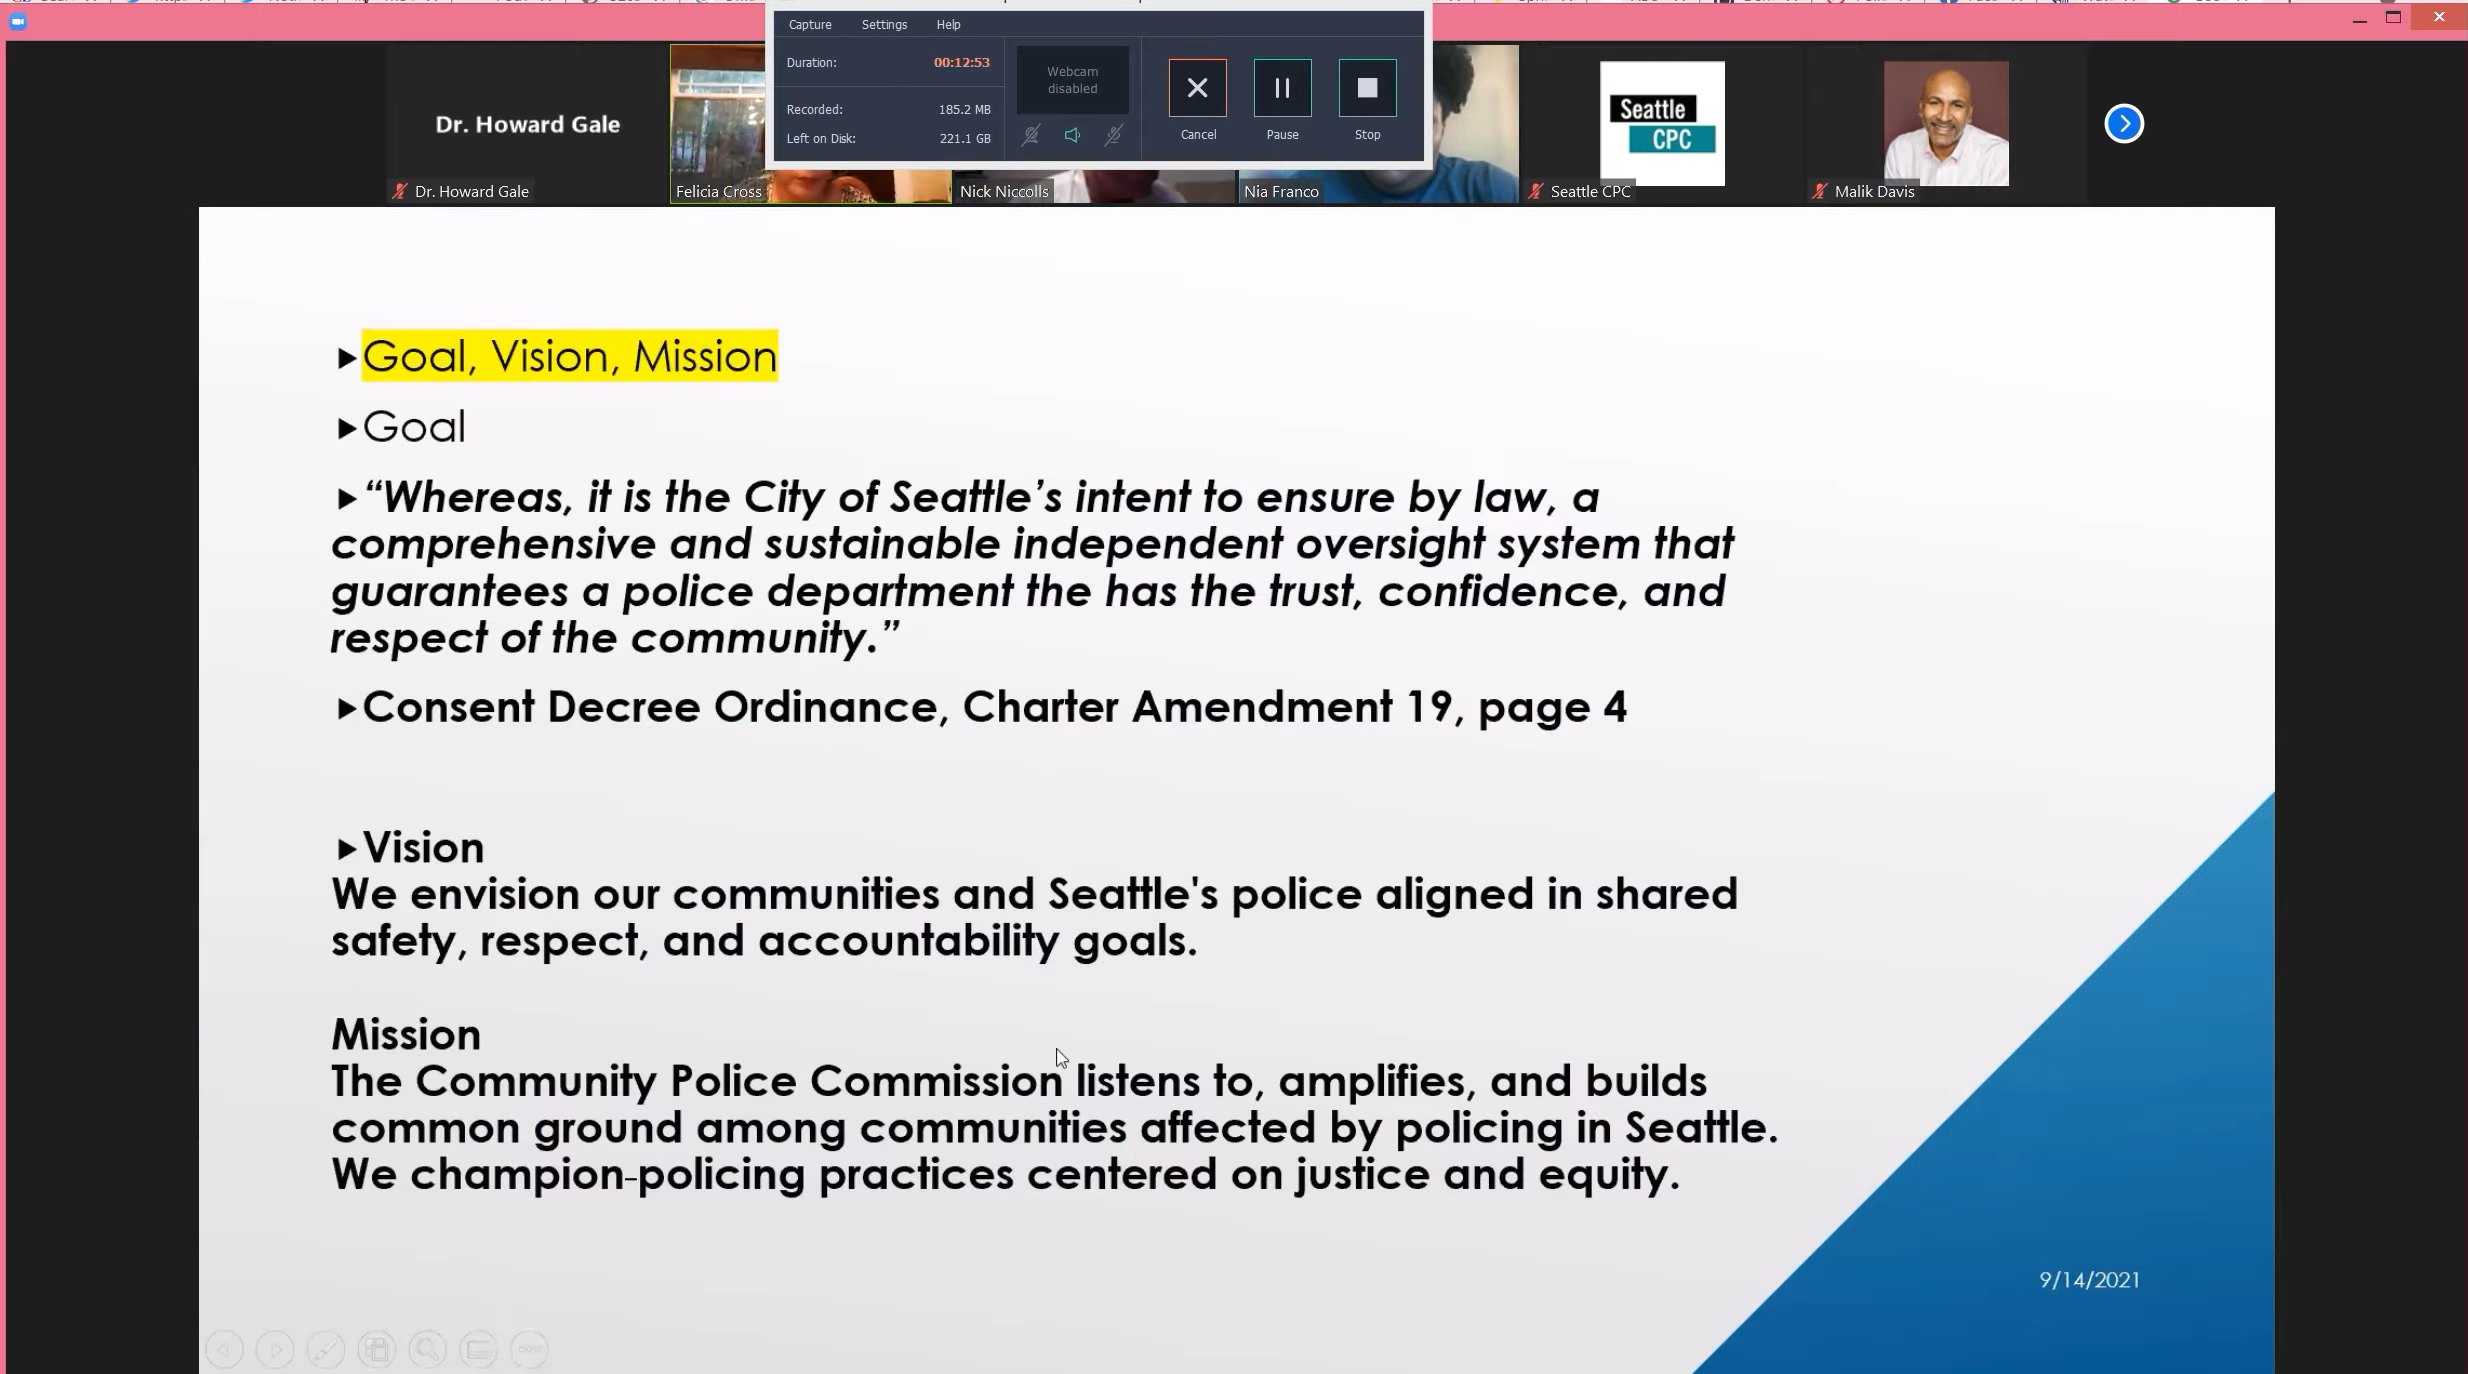 Capture Settings Help
Duration: 00:12:53
Recorded: 185.2 MB
Left on Disk: 221.1 GB
Webcam
disabled
Cancel Pause Stop
Dr. Howard Gale
Seattle
CPC
Dr. Howard Gale
Felicia Cross
Nick Niccolls
Nia Franco
Seattle CPC
Malik Davis
Goal, Vision, Mission
Goal
“Whereas, it is the City of Seattle’s intent to ensure by law, a
comprehensive and sustainable independent oversight system that
guarantees a police department the has the trust, confidence, and
respect of the community.”
Consent Decree Ordinance, Charter Amendment 19, page 4
Vision
We envision our communities and Seattle's police aligned in shared
safety, respect, and accountability goals.
Mission
The Community Police Commission listens to, amplifies, and builds
common ground among communities affected by policing in Seattle.
We champion-policing practices centered on justice and equity.
9/14/2021